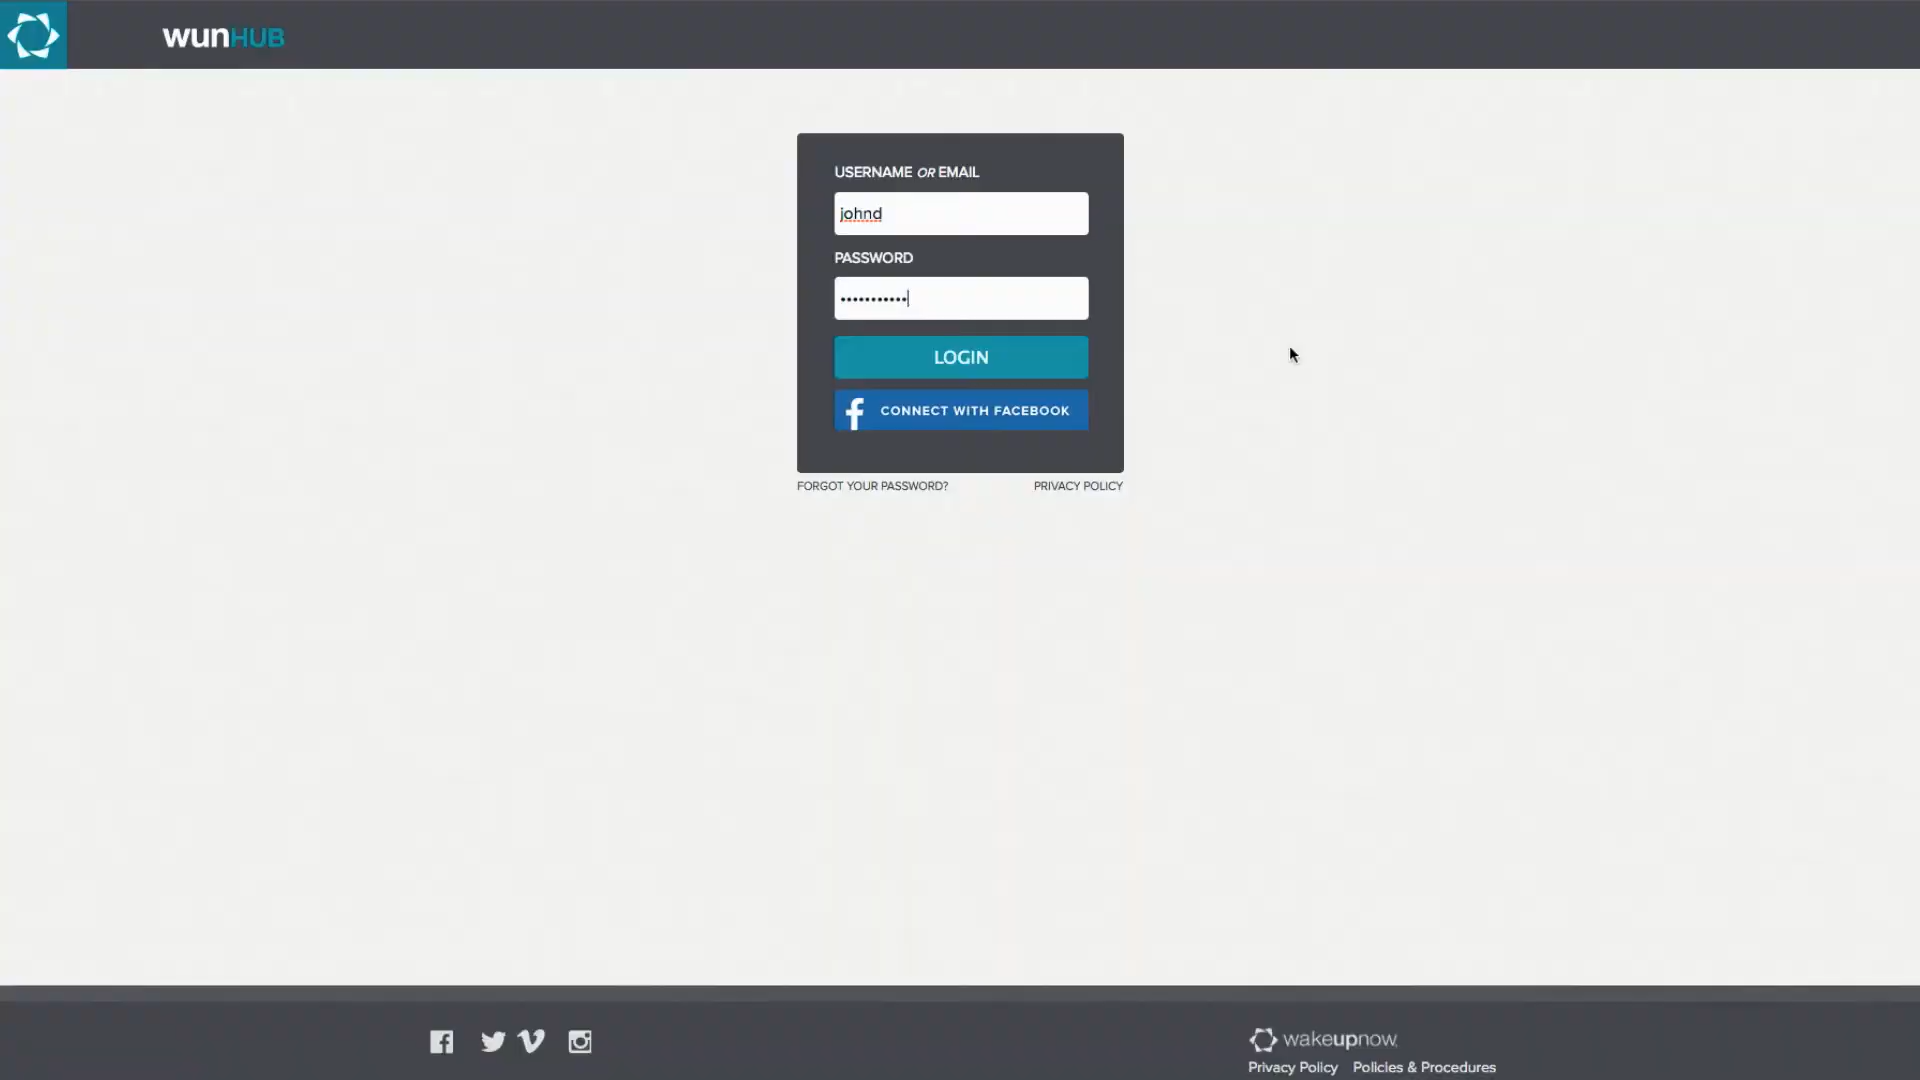 wunHUB
USERNAME OR EMAIL
johnd
PASSWORD
LOGIN
CONNECT WITH FACEBOOK
FORGOT YOUR PASSWORD? PRIVACY POLICY
wakeupnow
Privacy Policy Policies & Procedures